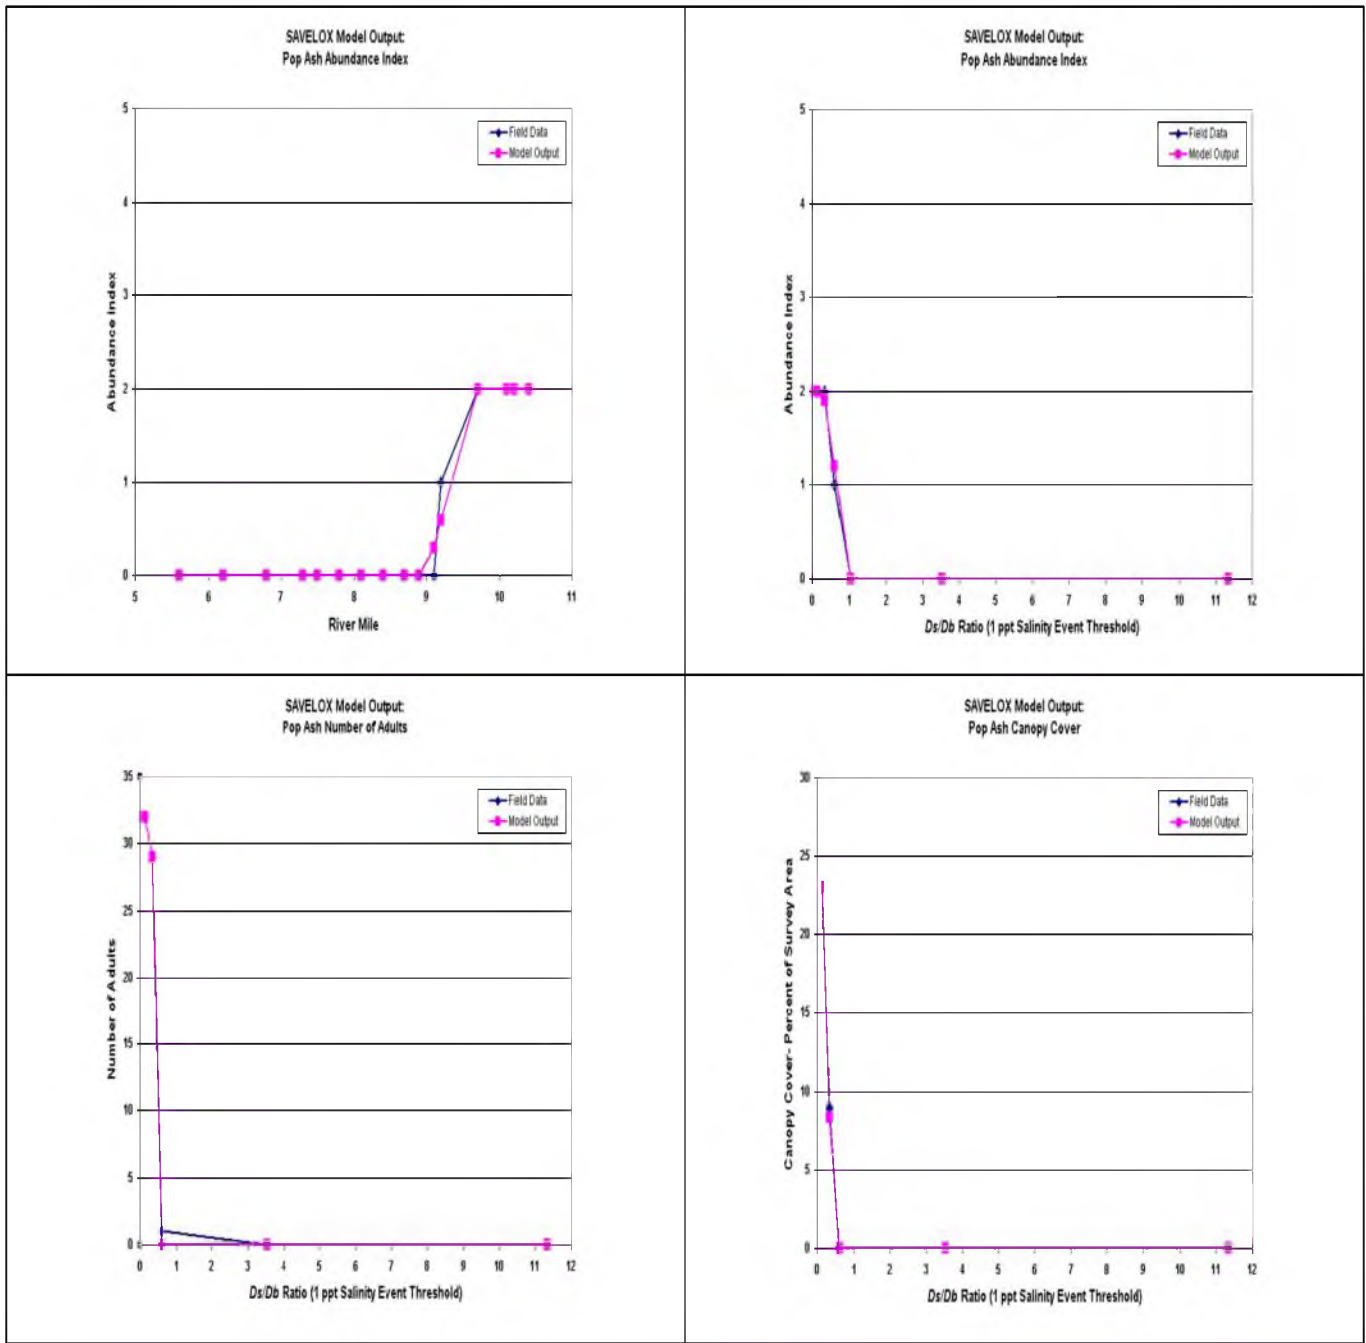 SAVELOX Model Output:
Pop Ash Abundance Index
5
4
3
2
1
0
Abundance Index
Field Data
Model Output
5 6 7 8 9 10 11
River Mile
SAVELOX Model Output:
Pop Ash Abundance Index
5
4
3
2
1
0
Abundance Index
Field Data
Model Output
0 1 2 3 4 5 6 7 8 9 10 11 12
Ds/Db Ratio (1 ppt Salinity Event Threshold)
SAVELOX Model Output:
Pop Ash Number of Adults
35
30
25
20
15
10
5
0
Number of Adults
Field Data
Model Output
0 1 2 3 4 5 6 7 8 9 10 11 12
Ds/Db Ratio (1 ppt Salinity Event Threshold)
SAVELOX Model Output:
Pop Ash Canopy Cover
30
25
20
15
10
5
0
Canopy Cover- Percent of Survey Area
Field Data
Model Output
0 1 2 3 4 5 6 7 8 9 10 11 12
Ds/Db Ratio (1 ppt Salinity Event Threshold)